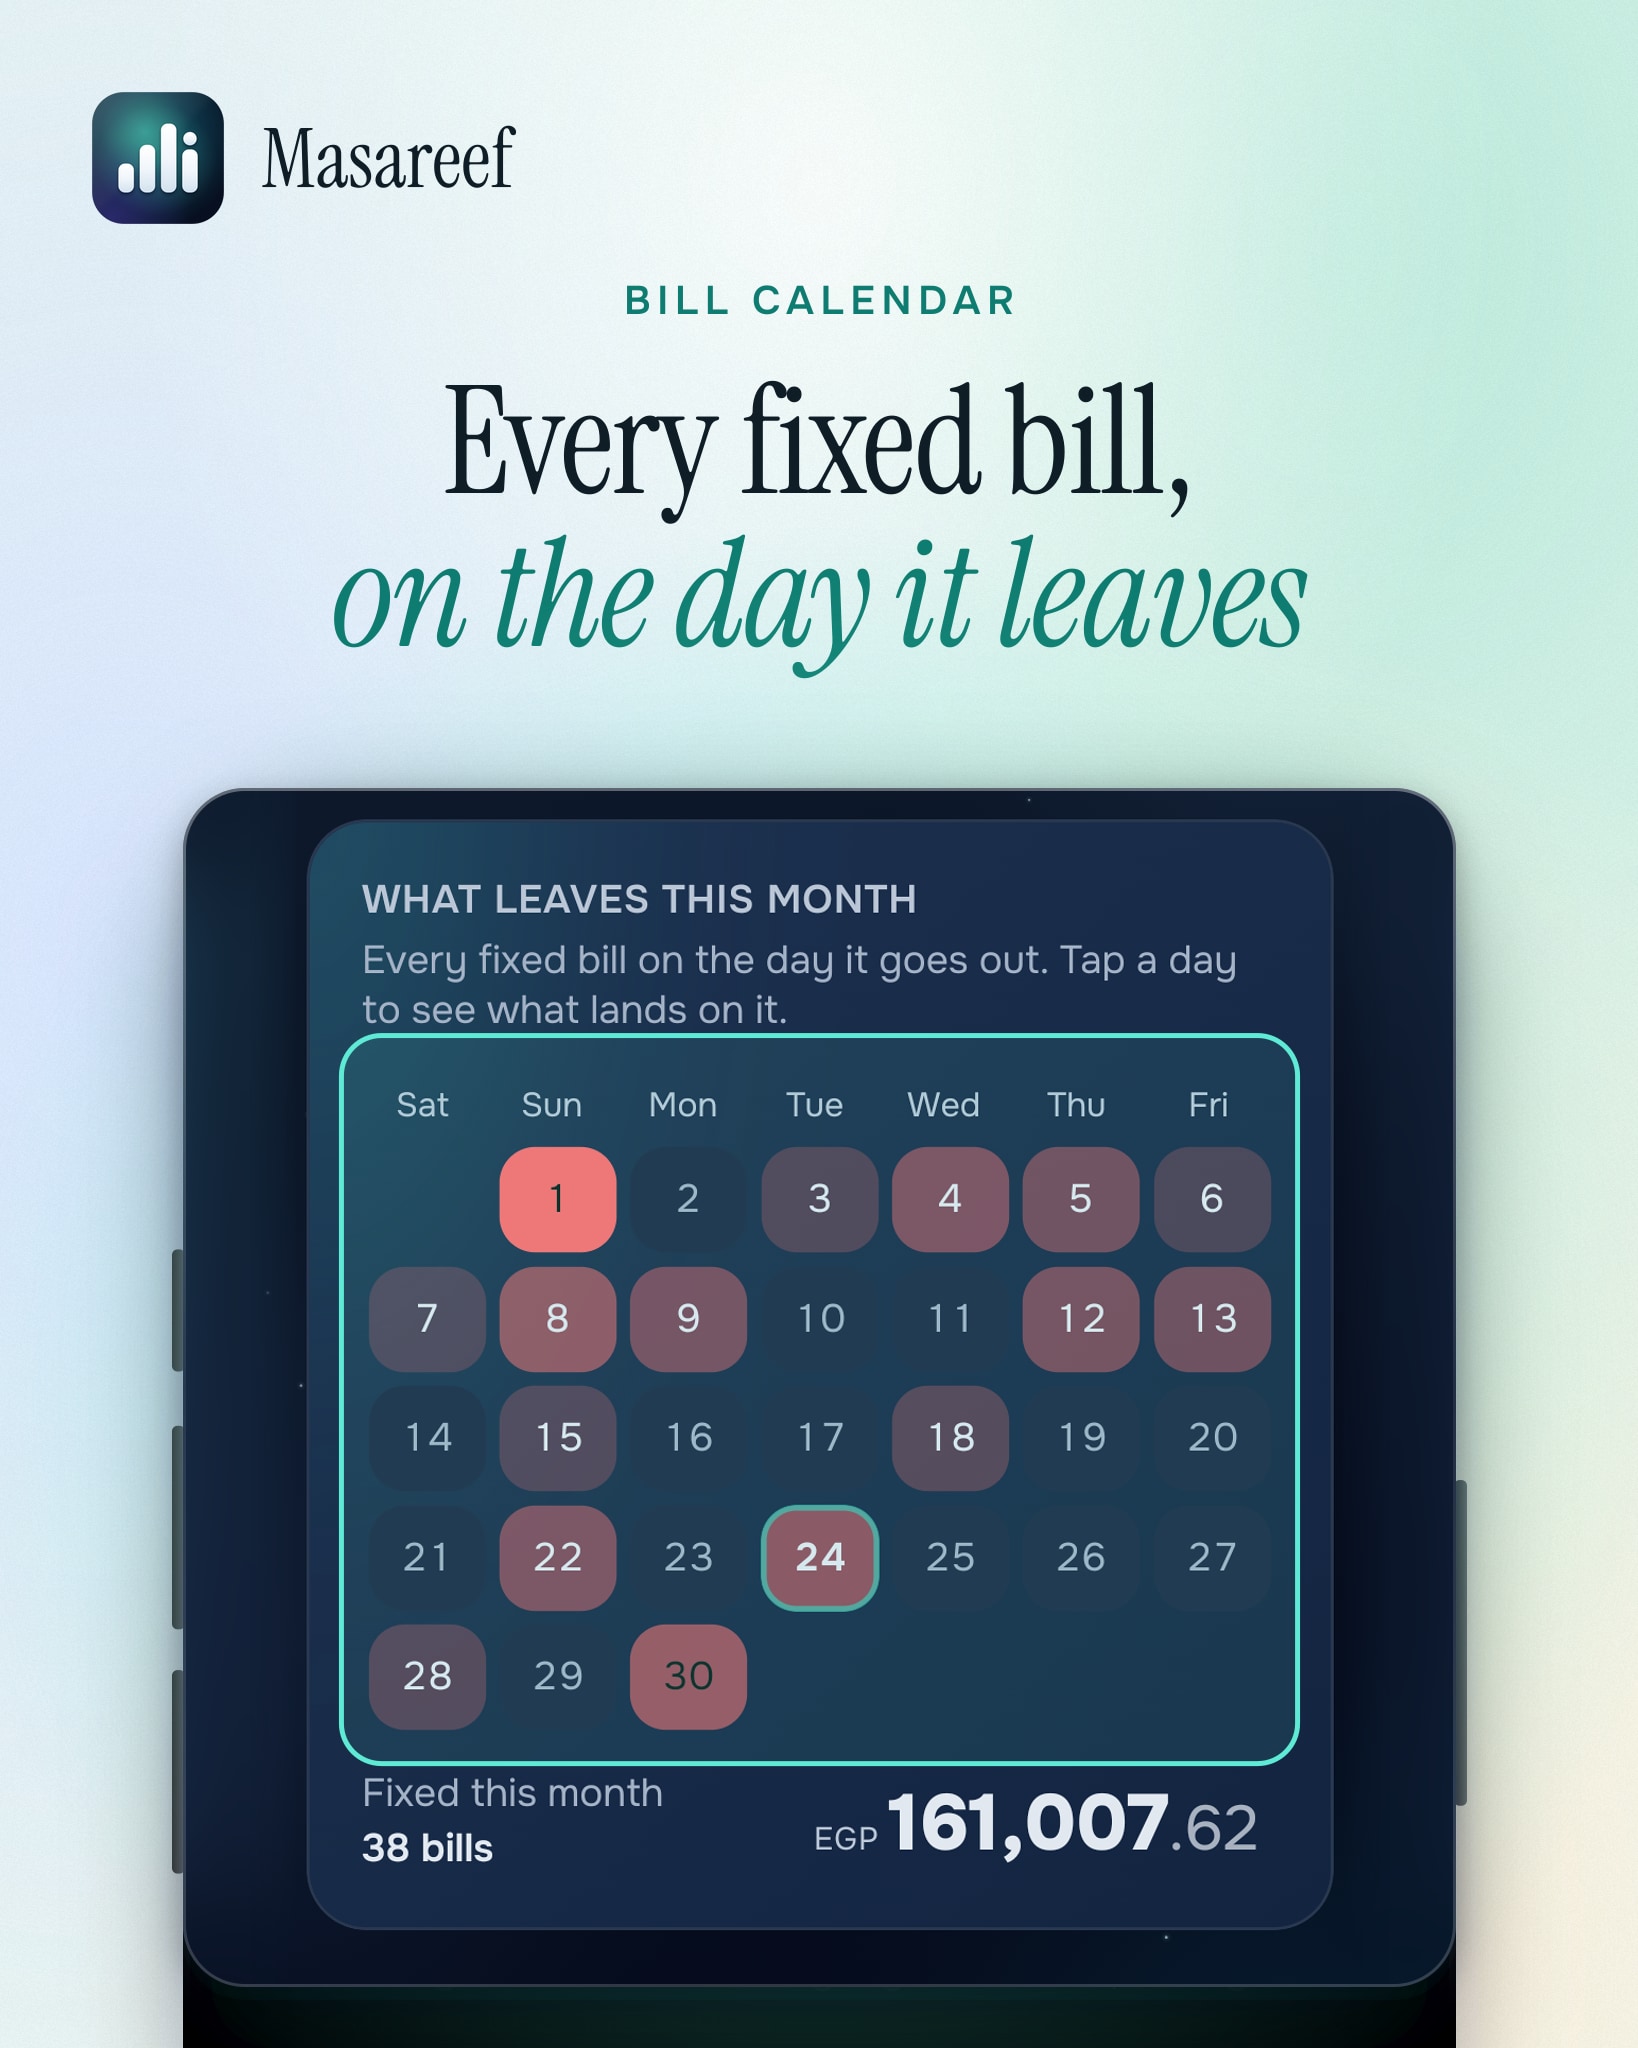 Masareef
BILL CALENDAR
Every fixed bill,
on the day it leaves
WHAT LEAVES THIS MONTH
Every fixed bill on the day it goes out. Tap a day
to see what lands on it.
Sat Sun Mon Tue Wed Thu Fri
1 2 3 4 5 6
7 8 9 10 11 12 13
14 15 16 17 18 19 20
21 22 23 24 25 26 27
28 29 30
Fixed this month
38 bills
EGP 161,007.62